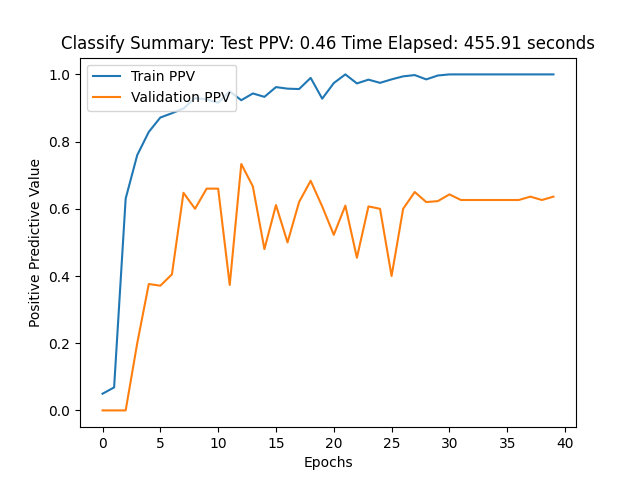 Classify Summary: Test PPV: 0.46 Time Elapsed: 455.91 seconds
Train PPV
Validation PPV
Positive Predictive Value
1.0
0.8
0.6
0.4
0.2
0.0
0 5 10 15 20 25 30 35 40
Epochs